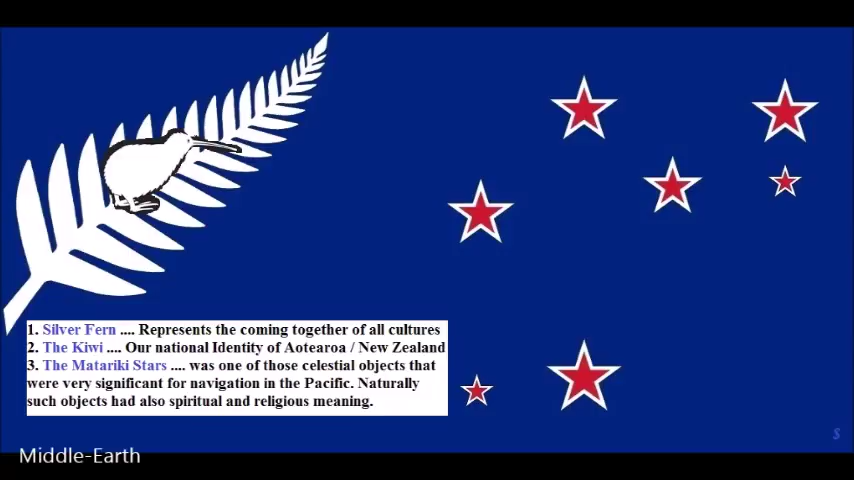 1. Silver Fern .... Represents the coming together of all cultures
2. The Kiwi .... Our national Identity of Aotearoa / New Zealand
3. The Matariki Stars .... was one of those celestial objects that
were very significant for navigation in the Pacific. Naturally
such objects had also spiritual and religious meaning.
S
Middle-Earth